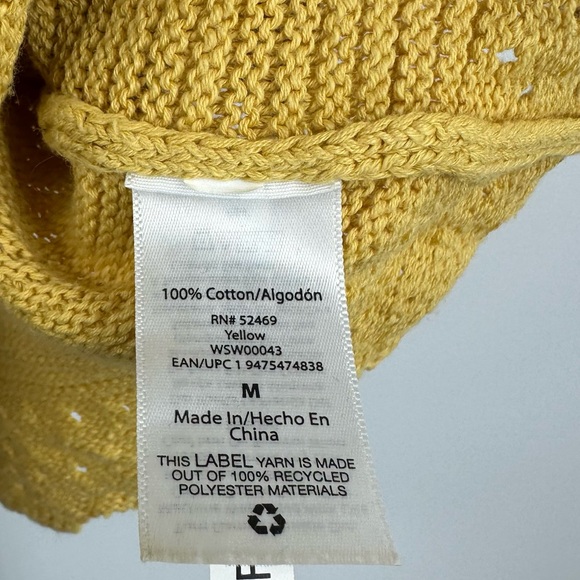 100% Cotton/Algodón
RN# 52469
Yellow
WSW00043
EAN/UPC 1 9475474838
M
Made In/Hecho En
China
THIS LABEL YARN IS MADE
OUT OF 100% RECYCLED
POLYESTER MATERIALS